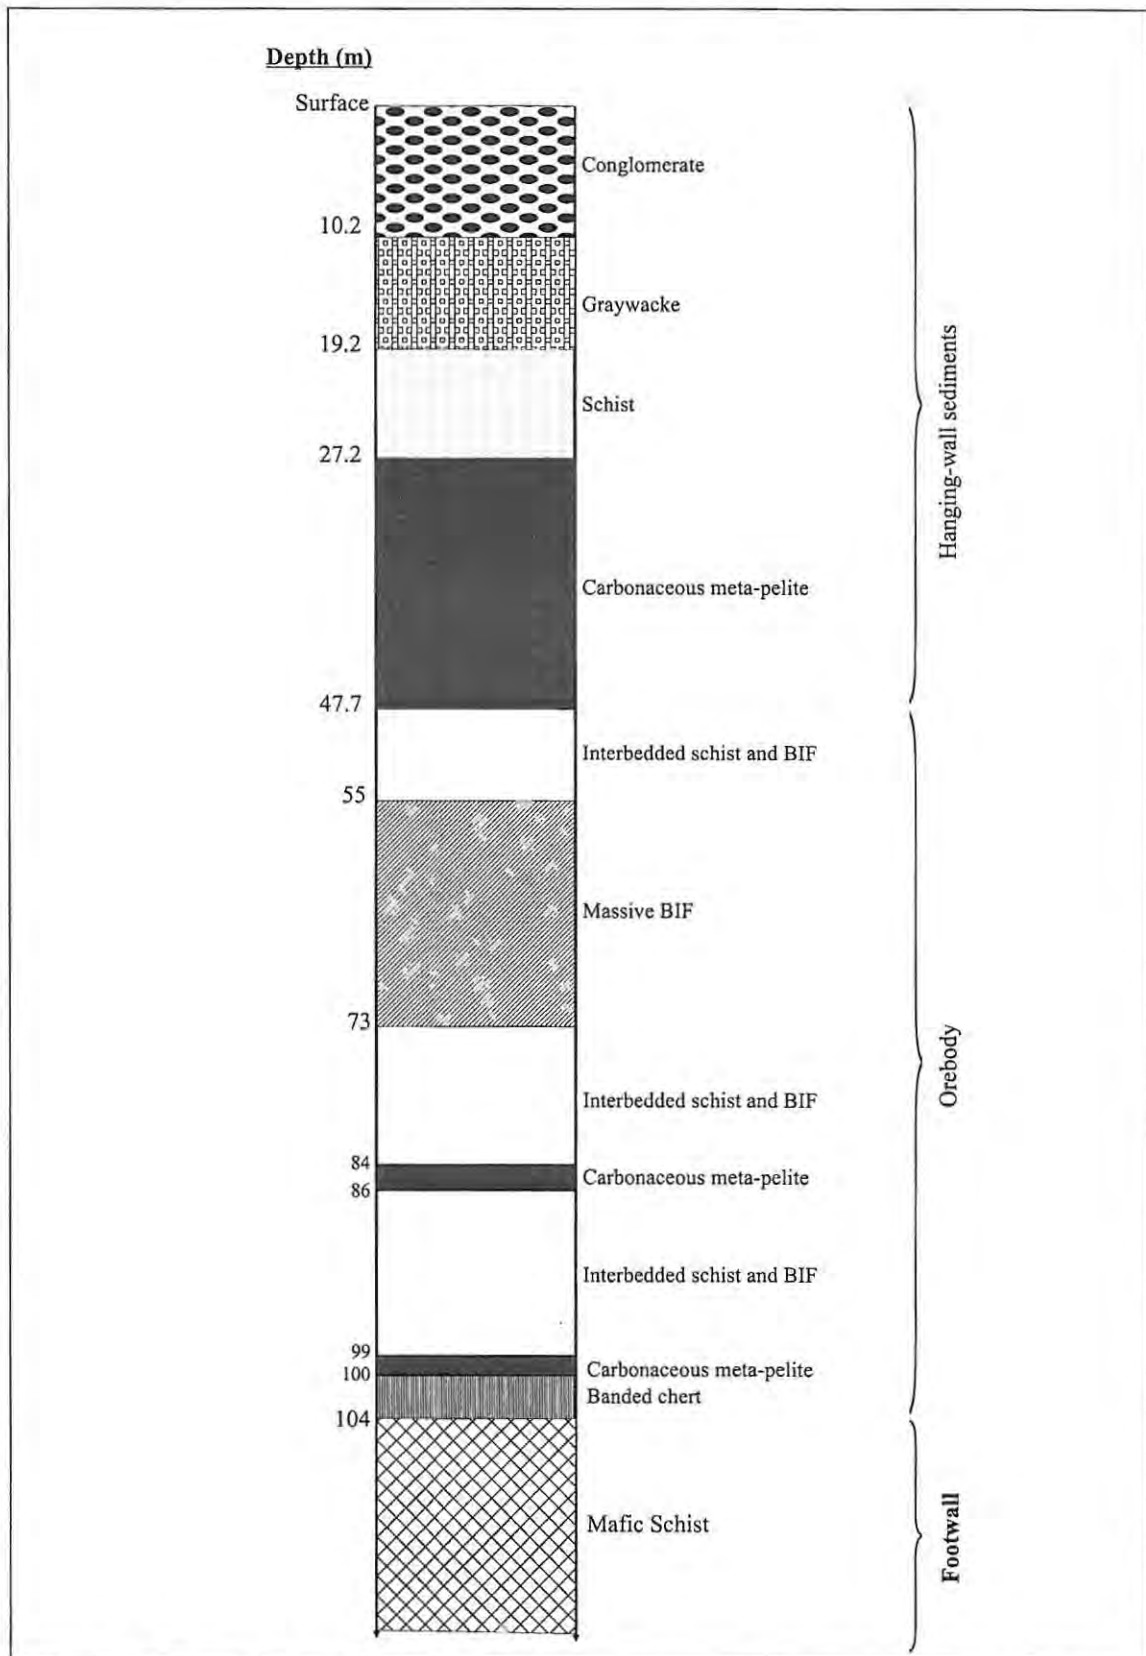 Depth (m)
Surface
Conglomerate
10.2
Graywacke
19.2
Schist
27.2
Carbonaceous meta-pelite
47.7
Interbedded schist and BIF
55
Massive BIF
73
Interbedded schist and BIF
84
Carbonaceous meta-pelite
86
Interbedded schist and BIF
99
Carbonaceous meta-pelite
100
Banded chert
104
Mafic Schist
Hanging-wall sediments
Orebody
Footwall